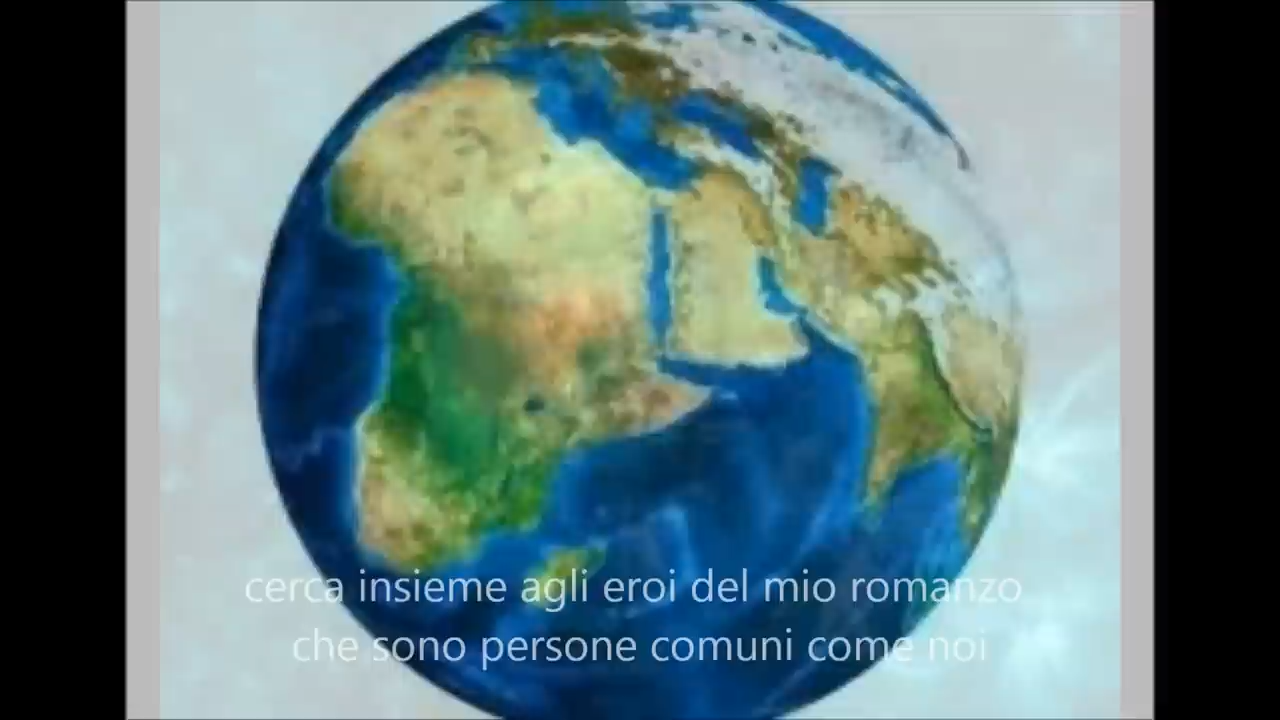 cerca insieme agli eroi del mio romanzo
che sono persone comuni come noi